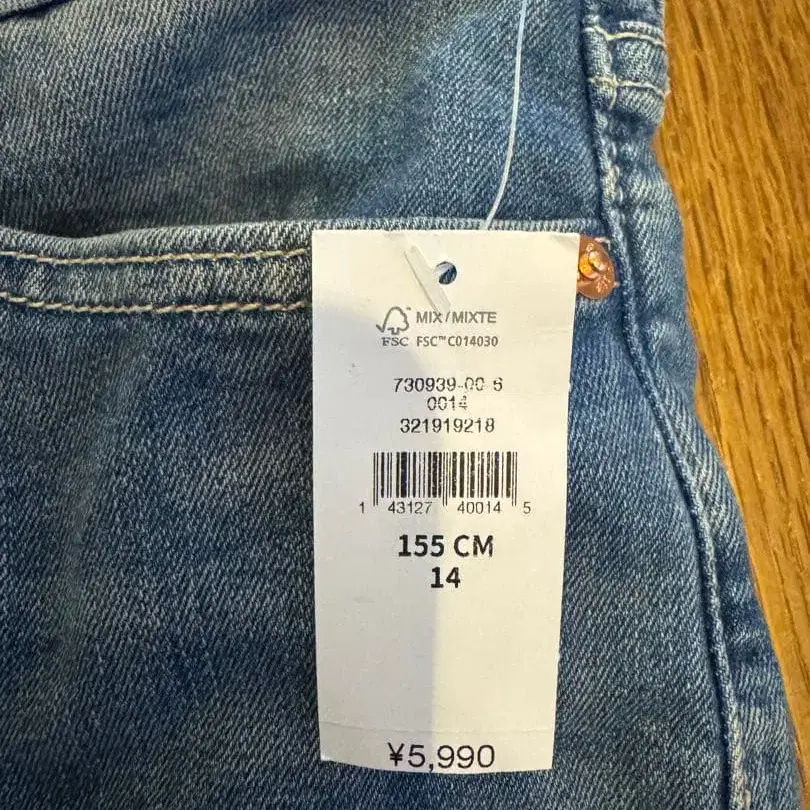 MIX/MIXTE
FSC FSC™ C014030
730939-00 6
0014
321919218
1 43127 40014 5
155 CM
14
¥5,990